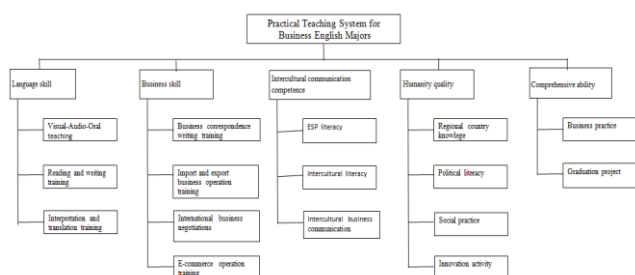 Practical Teaching System for
Business English Majors
Language skill
Business skill
Intercultural communication
competence
Humanity quality
Comprehensive ability
Visual-Audio-Oral
teaching
Reading and writing
training
Interpretation and
translation training
Business correspondence
writing training
Import and export
business operation
training
International business
negotiations
E-commerce operation
training
ESP literacy
Intercultural literacy
Intercultural business
communication
Regional country
knowlege
Political literacy
Social practice
Innovation activity
Business practice
Graduation project